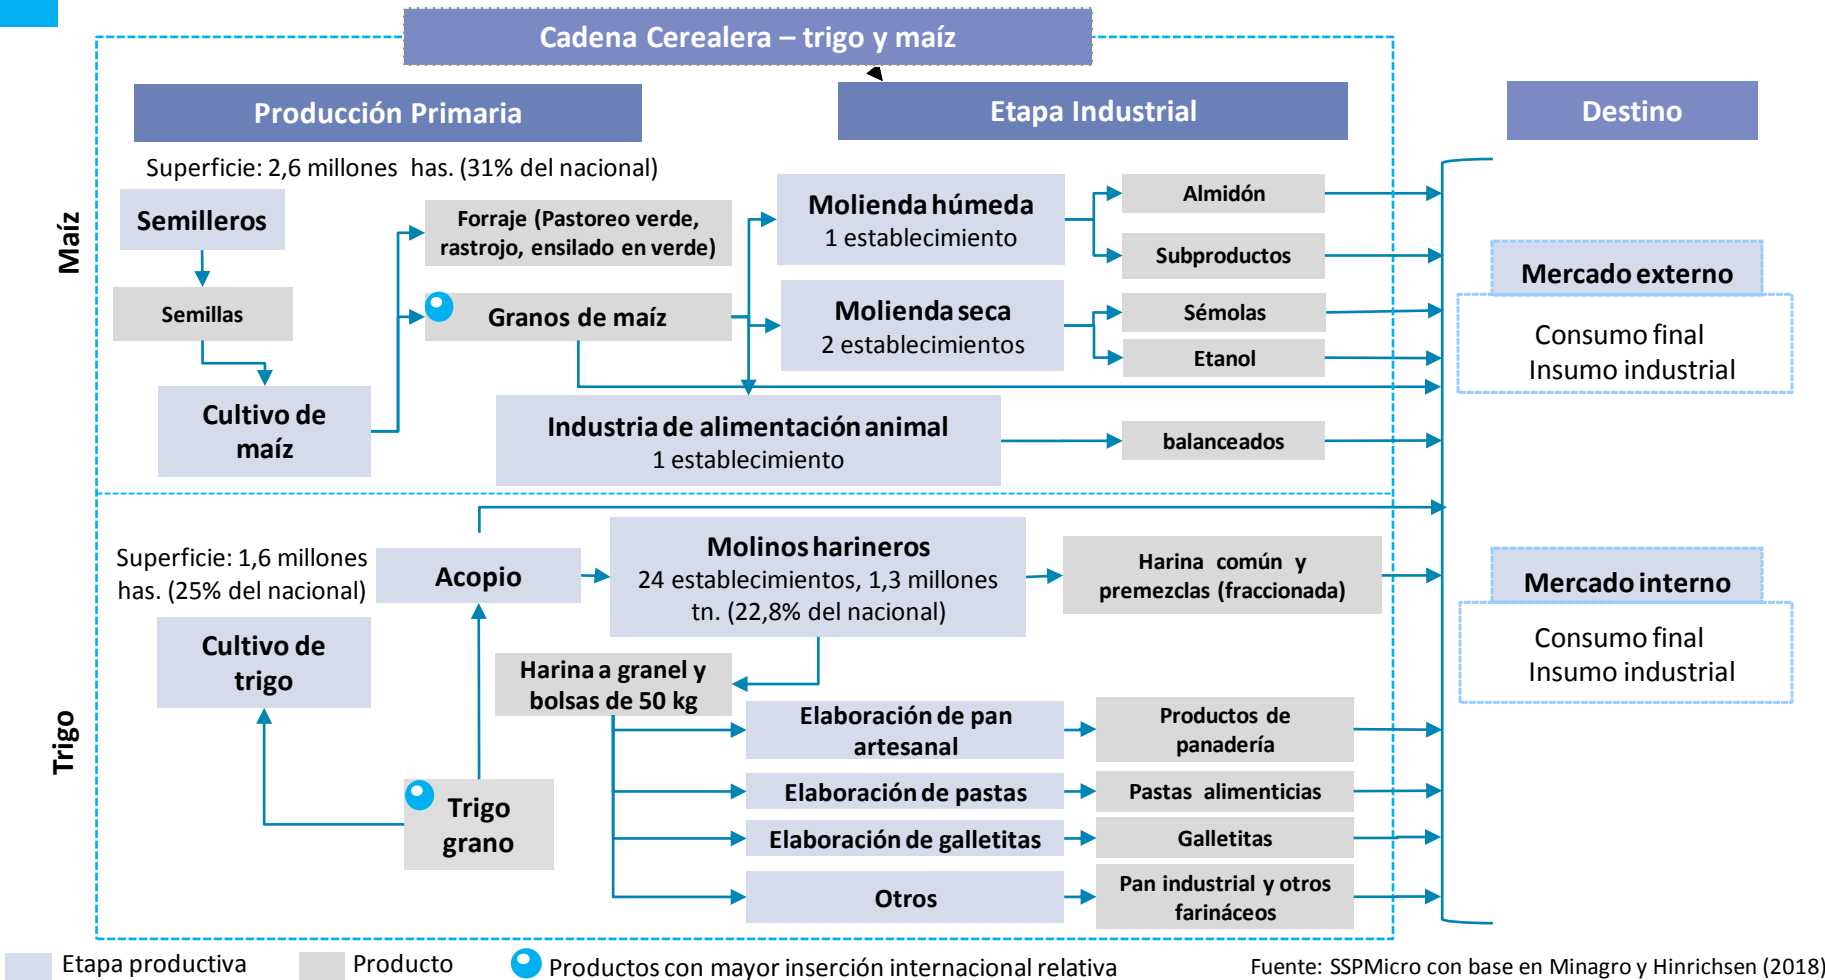 Cadena Cerealera – trigo y maíz
Producción Primaria
Etapa Industrial
Destino
Superficie: 2,6 millones has. (31% del nacional)
Maíz
Semilleros
Semillas
Cultivo de
maíz
Forraje (Pastoreo verde,
rastrojo, ensilado en verde)
Granos de maíz
Molienda húmeda
1 establecimiento
Molienda seca
2 establecimientos
Industria de alimentación animal
1 establecimiento
Almidón
Subproductos
Sémolas
Etanol
balanceados
Mercado externo
Consumo final
Insumo industrial
Trigo
Superficie: 1,6 millones
has. (25% del nacional)
Cultivo de
trigo
Trigo
grano
Acopio
Molinos harineros
24 establecimientos, 1,3 millones
tn. (22,8% del nacional)
Harina común y
premezclas (fraccionada)
Harina a granel y
bolsas de 50 kg
Elaboración de pan
artesanal
Productos de
panadería
Elaboración de pastas
Pastas alimenticias
Elaboración de galletitas
Galletitas
Otros
Pan industrial y otros
farináceos
Mercado interno
Consumo final
Insumo industrial
Etapa productiva
Producto
Productos con mayor inserción internacional relativa
Fuente: SSPMicro con base en Minagro y Hinrichsen (2018)